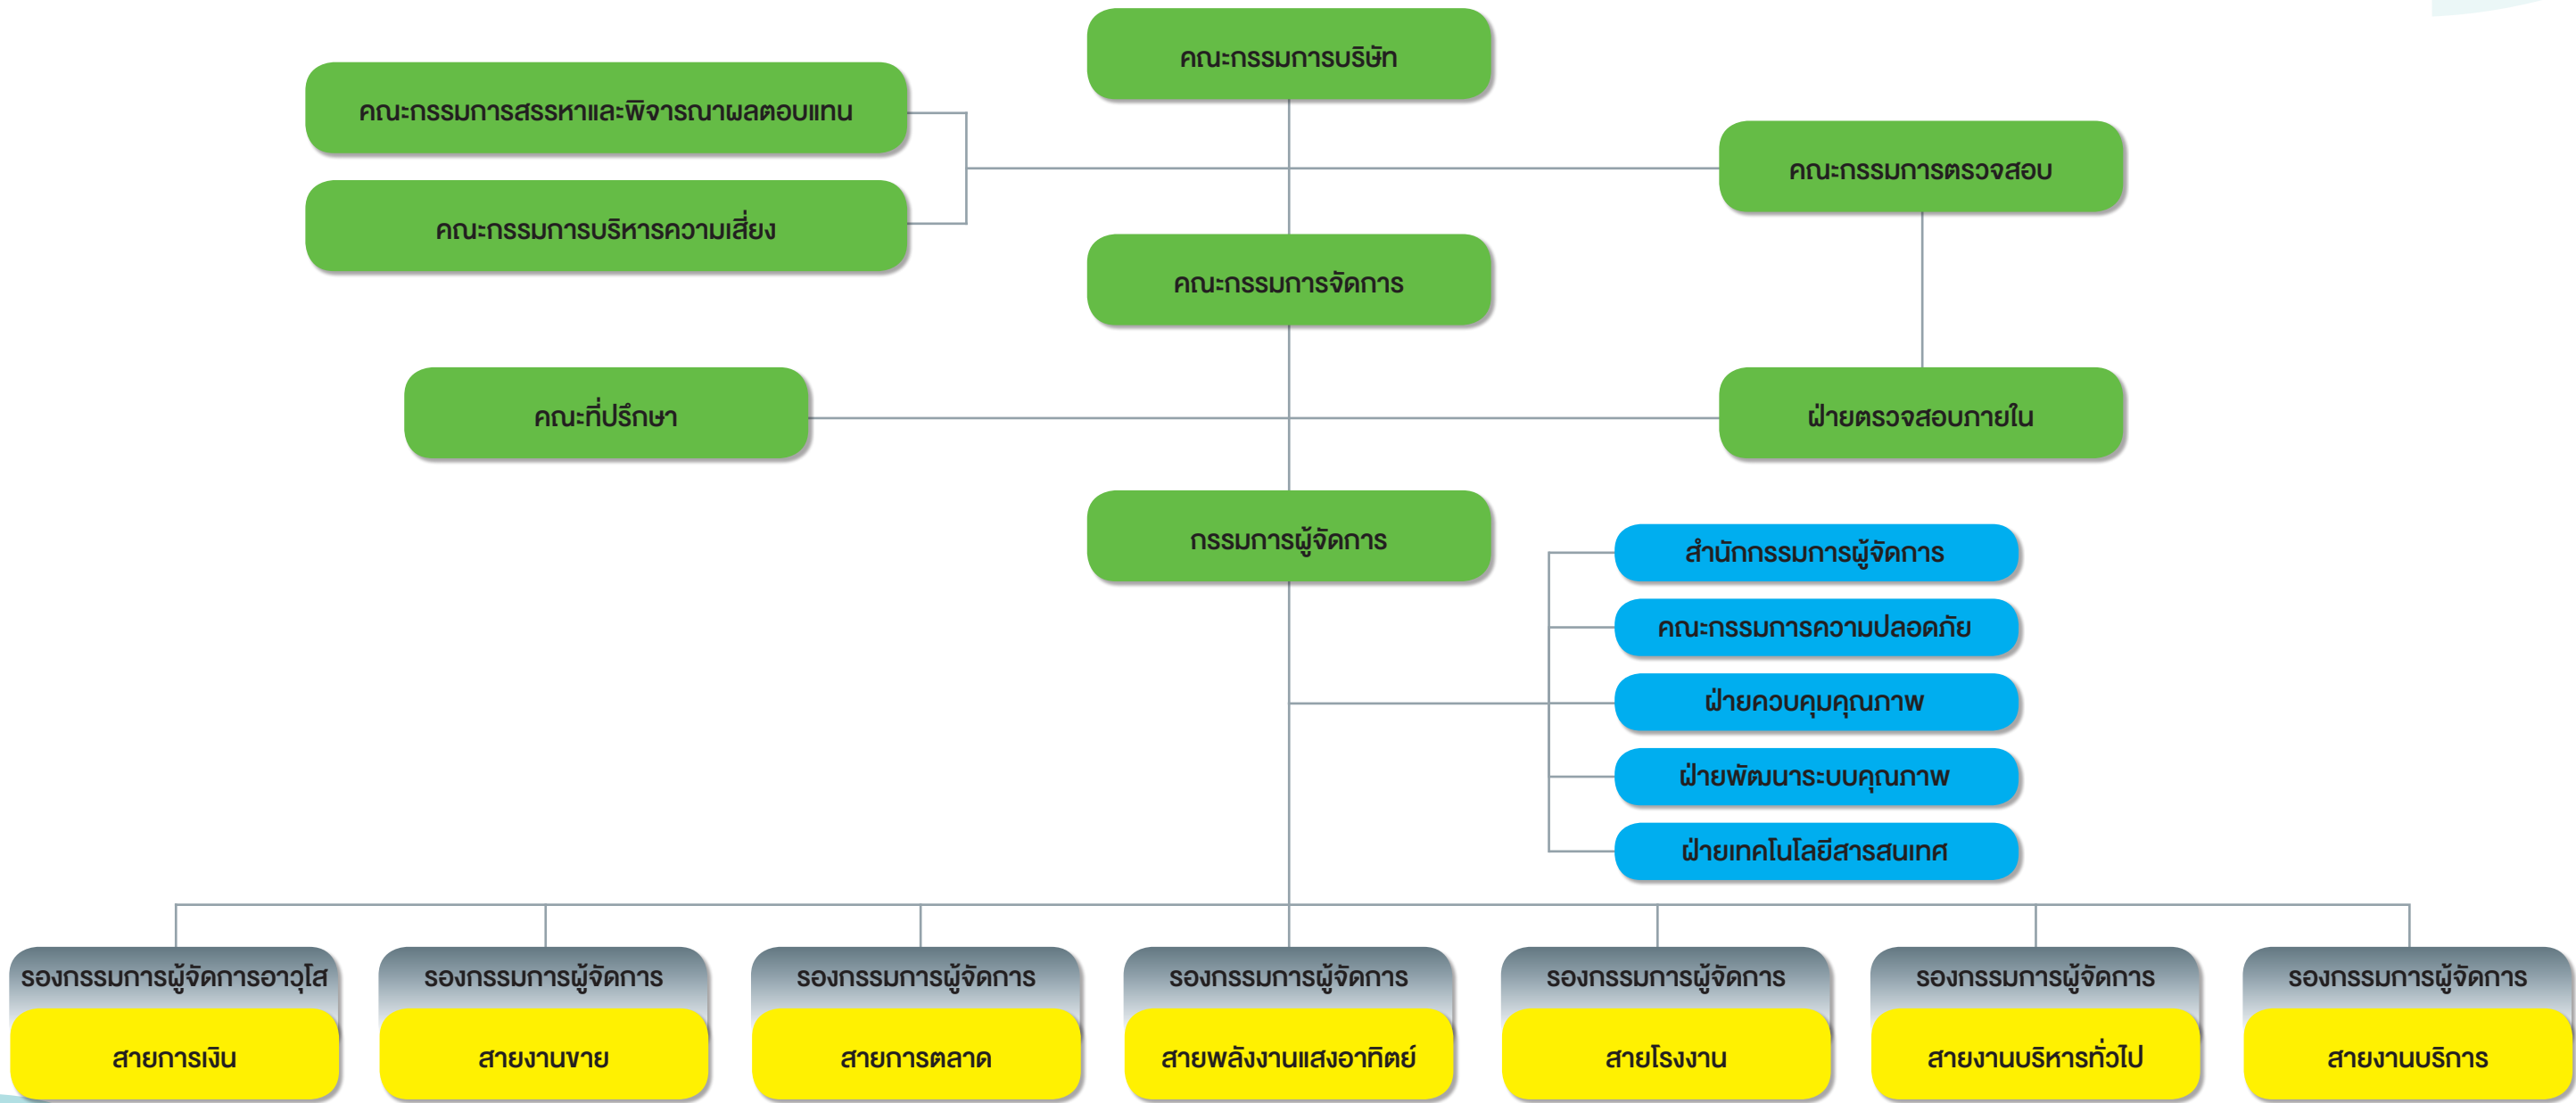 คณะกรรมการบริษัท
คณะกรรมการสรรหาและพิจารณาผลตอบแทน
คณะกรรมการตรวจสอบ
คณะกรรมการบริหารความเสี่ยง
คณะกรรมการจัดการ
คณะที่ปรึกษา
ฝ่ายตรวจสอบภายใน
กรรมการผู้จัดการ
สำนักกรรมการผู้จัดการ
คณะกรรมการความปลอดภัย
ฝ่ายควบคุมคุณภาพ
ฝ่ายพัฒนาระบบคุณภาพ
ฝ่ายเทคโนโลยีสารสนเทศ
รองกรรมการผู้จัดการอาวุโส
สายการเงิน
รองกรรมการผู้จัดการ
สายงานขาย
รองกรรมการผู้จัดการ
สายการตลาด
รองกรรมการผู้จัดการ
สายพลังงานแสงอาทิตย์
รองกรรมการผู้จัดการ
สายโรงงาน
รองกรรมการผู้จัดการ
สายงานบริหารทั่วไป
รองกรรมการผู้จัดการ
สายงานบริการ